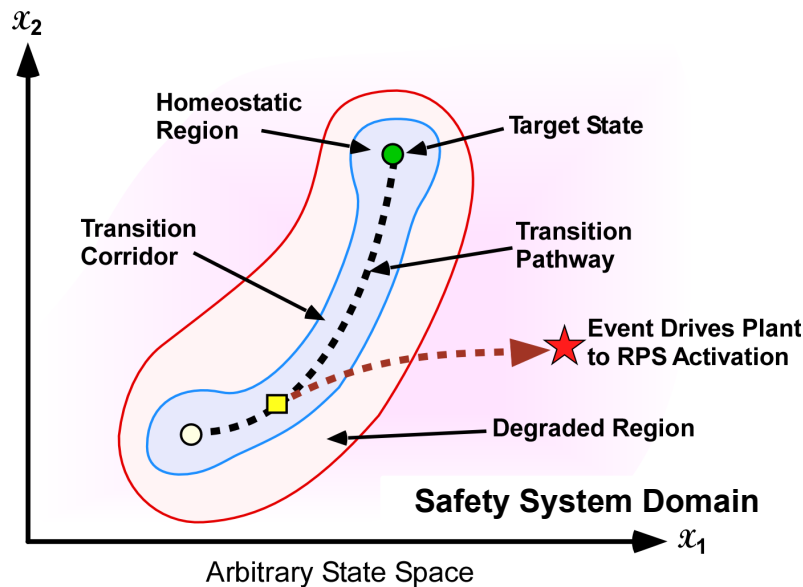 x2
Homeostatic
Region
Target State
Transition
Corridor
Transition
Pathway
Event Drives Plant
to RPS Activation
Degraded Region
Safety System Domain
x1
Arbitrary State Space